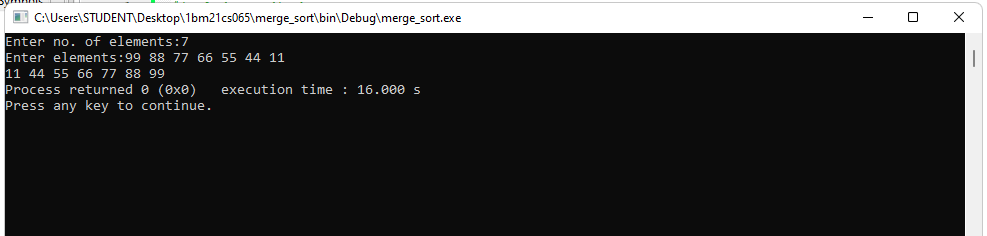 C:\Users\STUDENT\Desktop\1bm21cs065\merge_sort\bin\Debug\merge_sort.exe
Enter no. of elements:7
Enter elements:99 88 77 66 55 44 11
11 44 55 66 77 88 99
Process returned 0 (0x0)   execution time : 16.000 s
Press any key to continue.